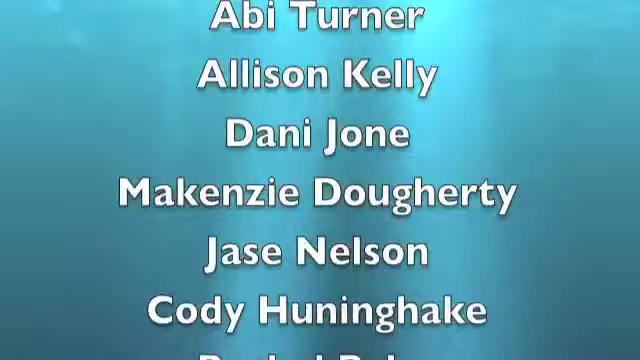 Abi Turner
Allison Kelly
Dani Jone
Makenzie Dougherty
Jase Nelson
Cody Huninghake